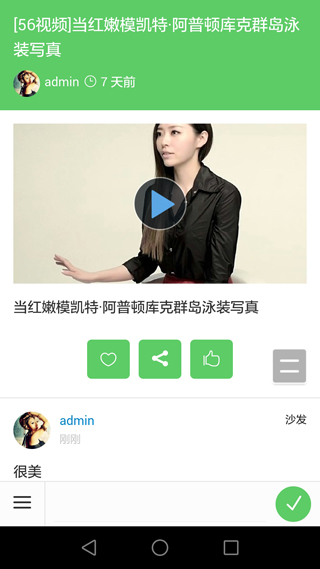 [56视频]当红嫩模凯特·阿普顿库克群岛泳
装写真
admin 7 天前
当红嫩模凯特·阿普顿库克群岛泳装写真
admin
沙发
刚刚
很美